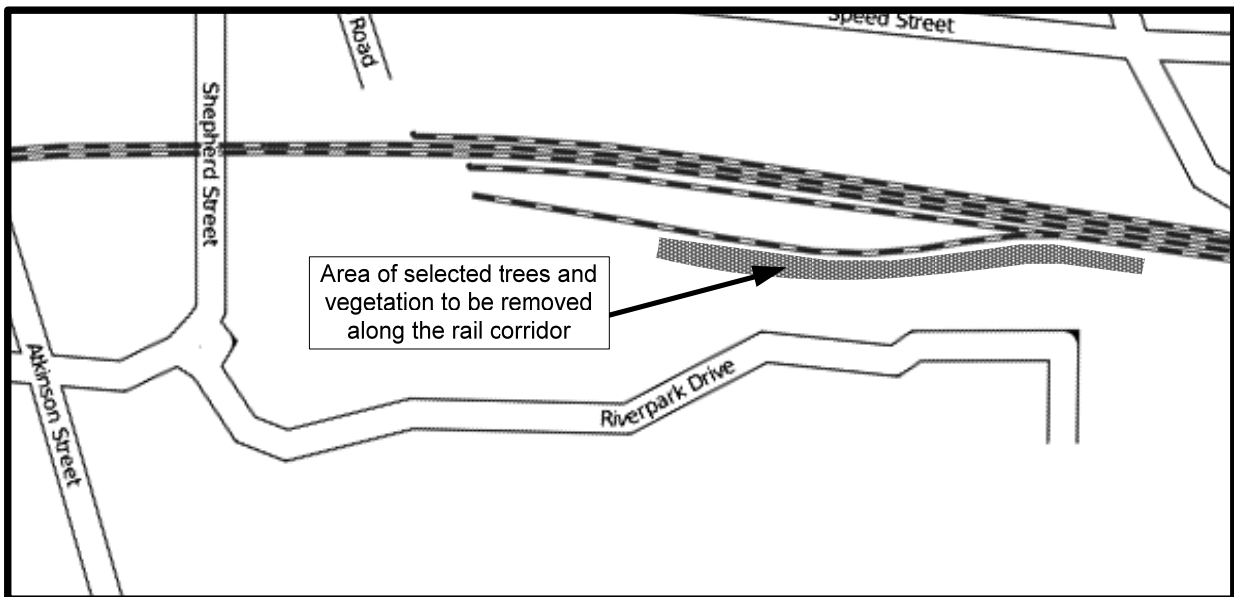 Road
Speed Street
Shepherd Street
Area of selected trees and
vegetation to be removed
along the rail corridor
Atkinson Street
Riverpark Drive